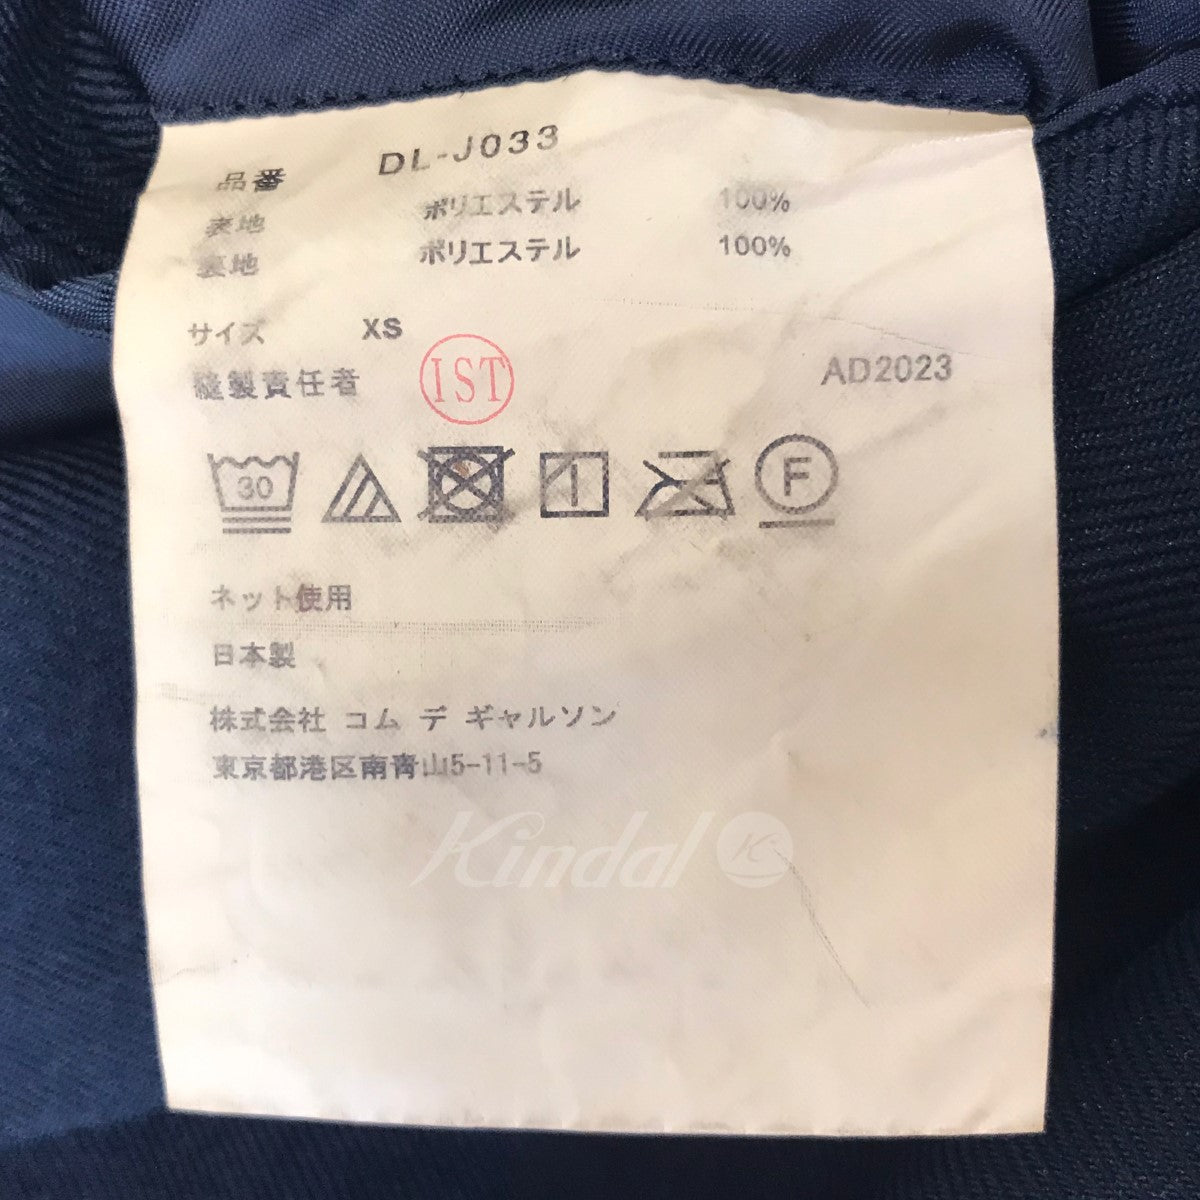 品番 DL-J033
表地 ポリエステル 100%
裏地 ポリエステル 100%
サイズ XS
縫製責任者 IST AD2023
30 F
ネット使用
日本製
株式会社 コム デ ギャルソン
東京都港区南青山5-11-5
Kindal K